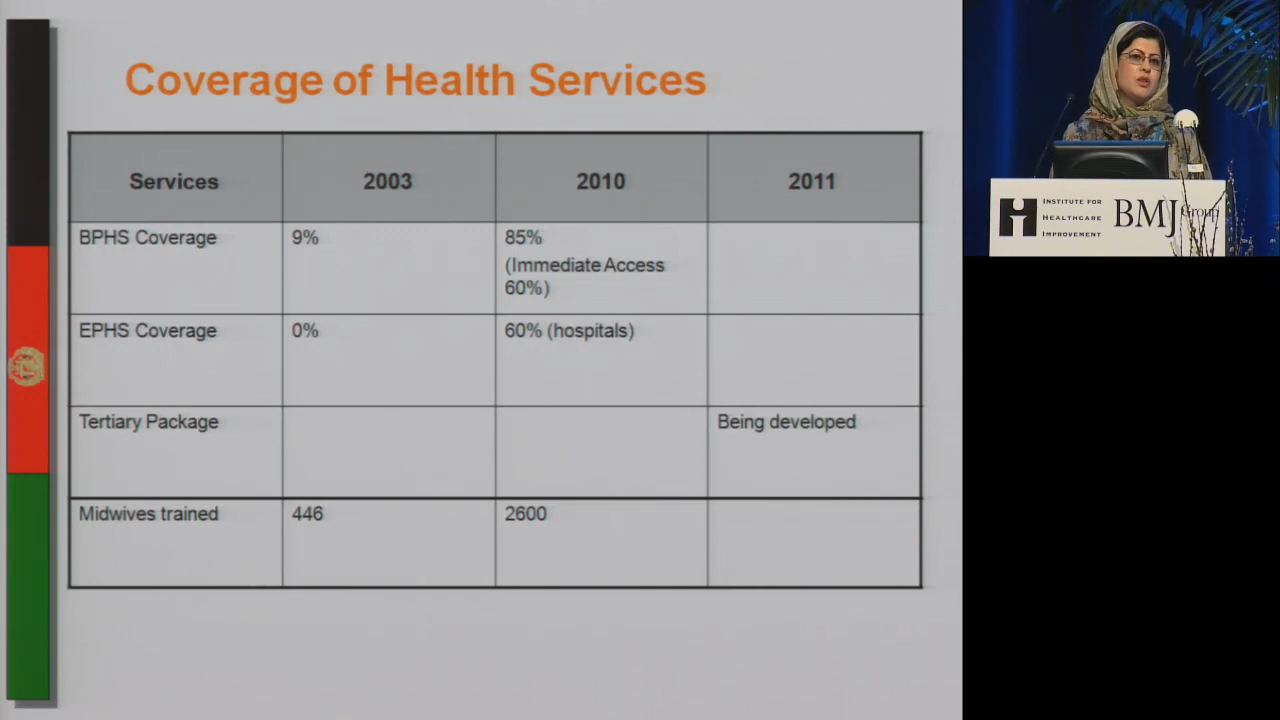 Coverage of Health Services
Services 2003 2010 2011
BPHS Coverage 9% 85%
(Immediate Access
60%)
EPHS Coverage 0% 60% (hospitals)
Tertiary Package Being developed
Midwives trained 446 2600
INSTITUTE FOR
HEALTHCARE
IMPROVEMENT
BMJ Group